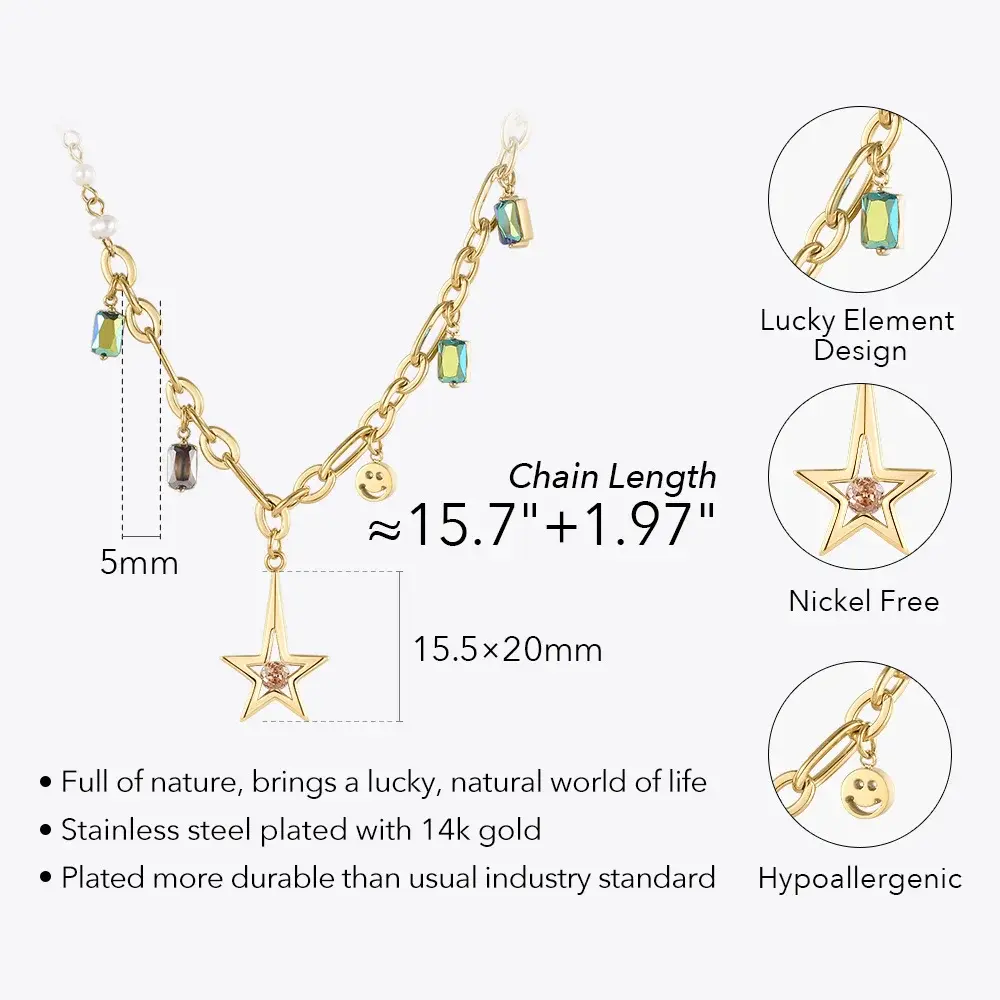 Lucky Element
Design
Chain Length
≈15.7"+1.97"
5mm
Nickel Free
15.5×20mm
• Full of nature, brings a lucky, natural world of life
• Stainless steel plated with 14k gold
• Plated more durable than usual industry standard
Hypoallergenic